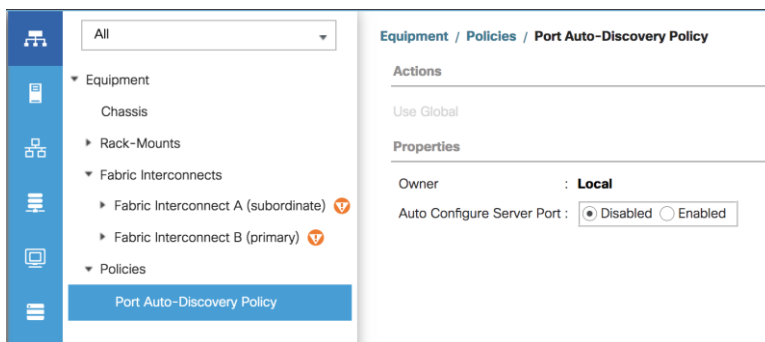 All
Equipment
Chassis
Rack-Mounts
Fabric Interconnects
Fabric Interconnect A (subordinate)
Fabric Interconnect B (primary)
Policies
Port Auto-Discovery Policy
Equipment / Policies / Port Auto-Discovery Policy
Actions
Use Global
Properties
Owner : Local
Auto Configure Server Port : Disabled Enabled